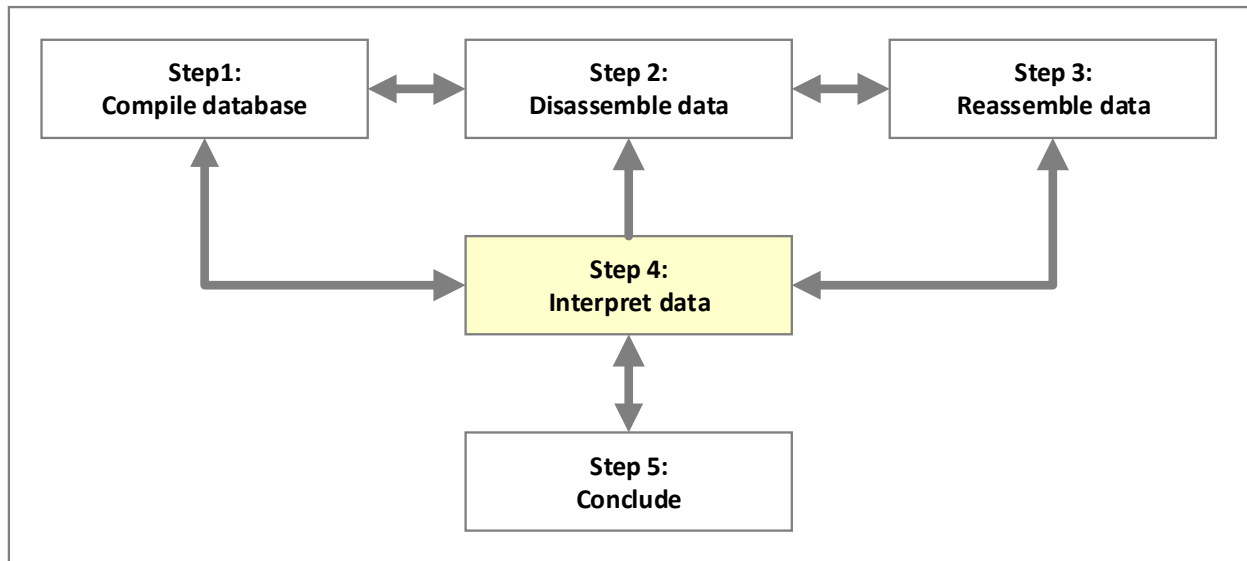 Step1:
Compile database
Step 2:
Disassemble data
Step 3:
Reassemble data
Step 4:
Interpret data
Step 5:
Conclude